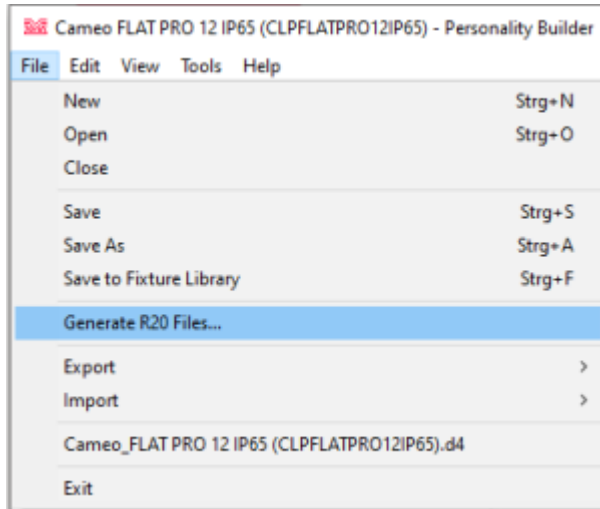 Cameo FLAT PRO 12 IP65 (CLPFLATPRO12IP65) - Personality Builder
File Edit View Tools Help
New Strg+N
Open Strg+O
Close
Save Strg+S
Save As Strg+A
Save to Fixture Library Strg+F
Generate R20 Files...
Export >
Import >
Cameo_FLAT PRO 12 IP65 (CLPFLATPRO12IP65).d4
Exit